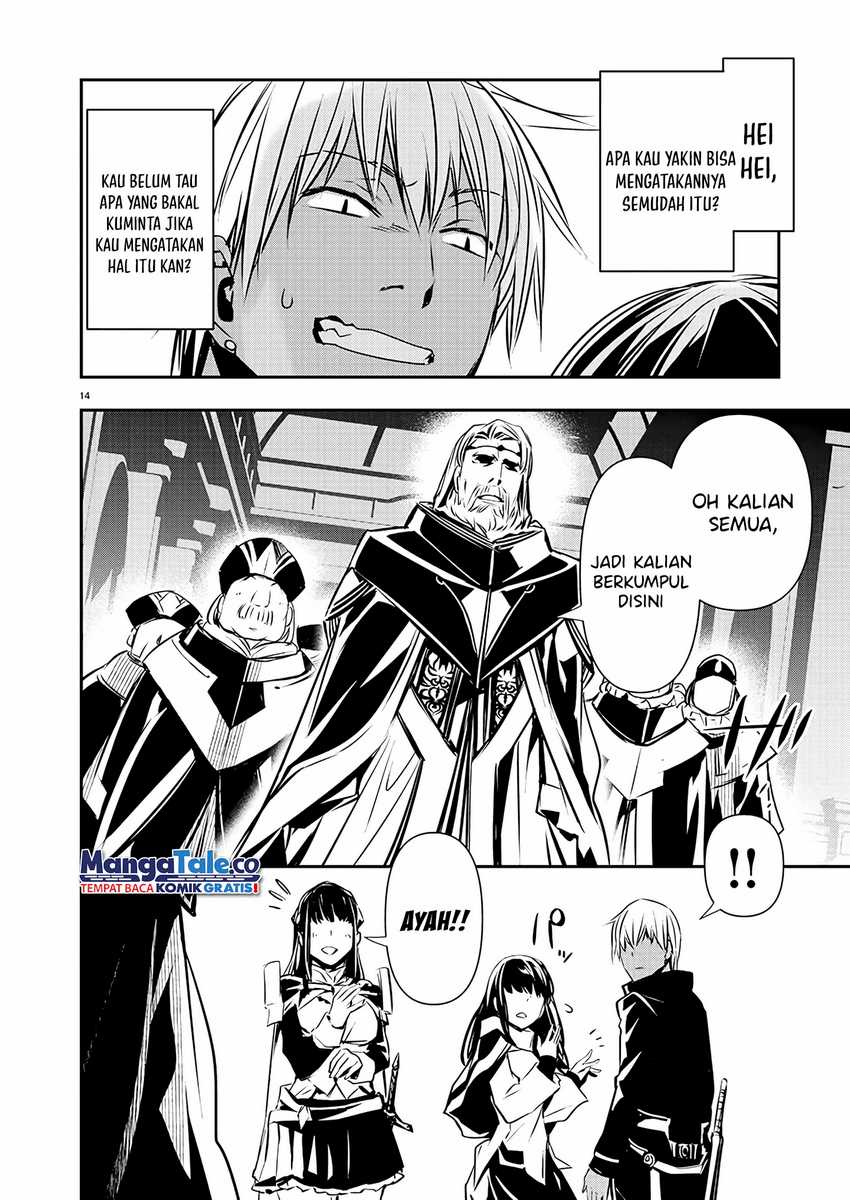 HEI
HEI,
APA KAU YAKIN BISA
MENGATAKANNYA
SEMUDAH ITU?
KAU BELUM TAU
APA YANG BAKAL
KUMINTA JIKA
KAU MENGATAKAN
HAL ITU KAN?
14
OH KALIAN
SEMUA,
JADI KALIAN
BERKUMPUL
DISINI
!!
AYAH!!
MangaTale.co
TEMPAT BACA KOMIK GRATIS!